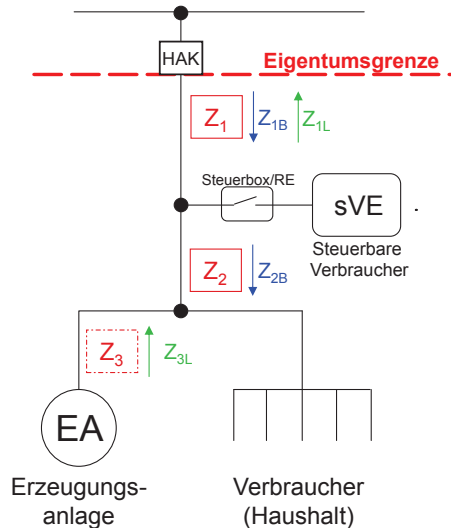 HAK
Eigentumsgrenze
Z1 Z1B Z1L
Steuerbox/RE
sVE
Steuerbare
Verbraucher
Z2 Z2B
Z3 Z3L
EA
Erzeugungs-
anlage
Verbraucher
(Haushalt)